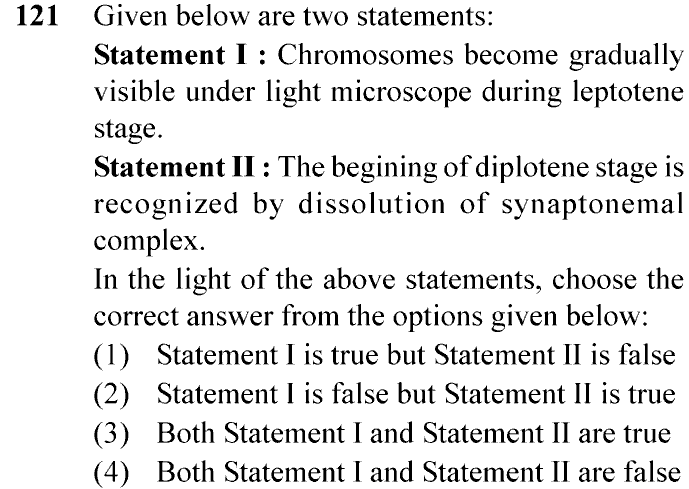 121 Given below are two statements:
Statement I : Chromosomes become gradually
visible under light microscope during leptotene
stage.
Statement II : The begining of diplotene stage is
recognized by dissolution of synaptonemal
complex.
In the light of the above statements, choose the
correct answer from the options given below:
(1) Statement I is true but Statement II is false
(2) Statement I is false but Statement II is true
(3) Both Statement I and Statement II are true
(4) Both Statement I and Statement II are false